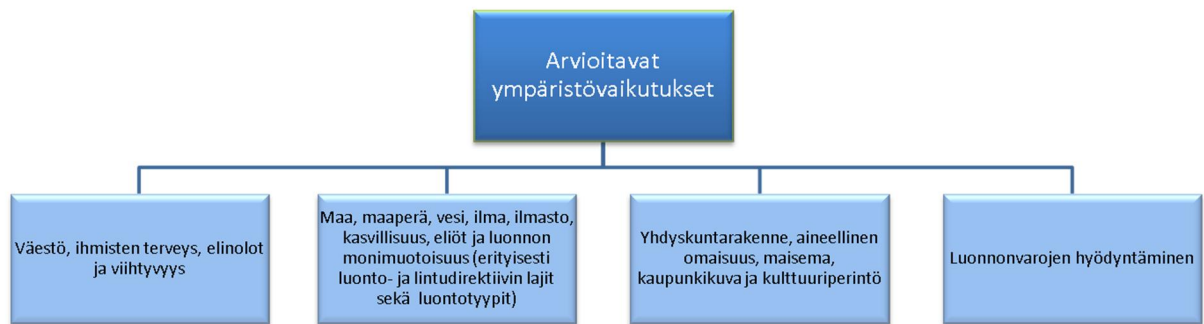 Arvioitavat
ympäristövaikutukset
Väestö, ihmisten terveys, elinolot
ja viihtyvyys
Maa, maaperä, vesi, ilma, ilmasto,
kasvillisuus, eliöt ja luonnon
monimuotoisuus (erityisesti
luonto- ja lintudirektiivin lajit
sekä luontotyypit)
Yhdyskuntarakenne, aineellinen
omaisuus, maisema,
kaupunkikuva ja kulttuuriperintö
Luonnonvarojen hyödyntäminen